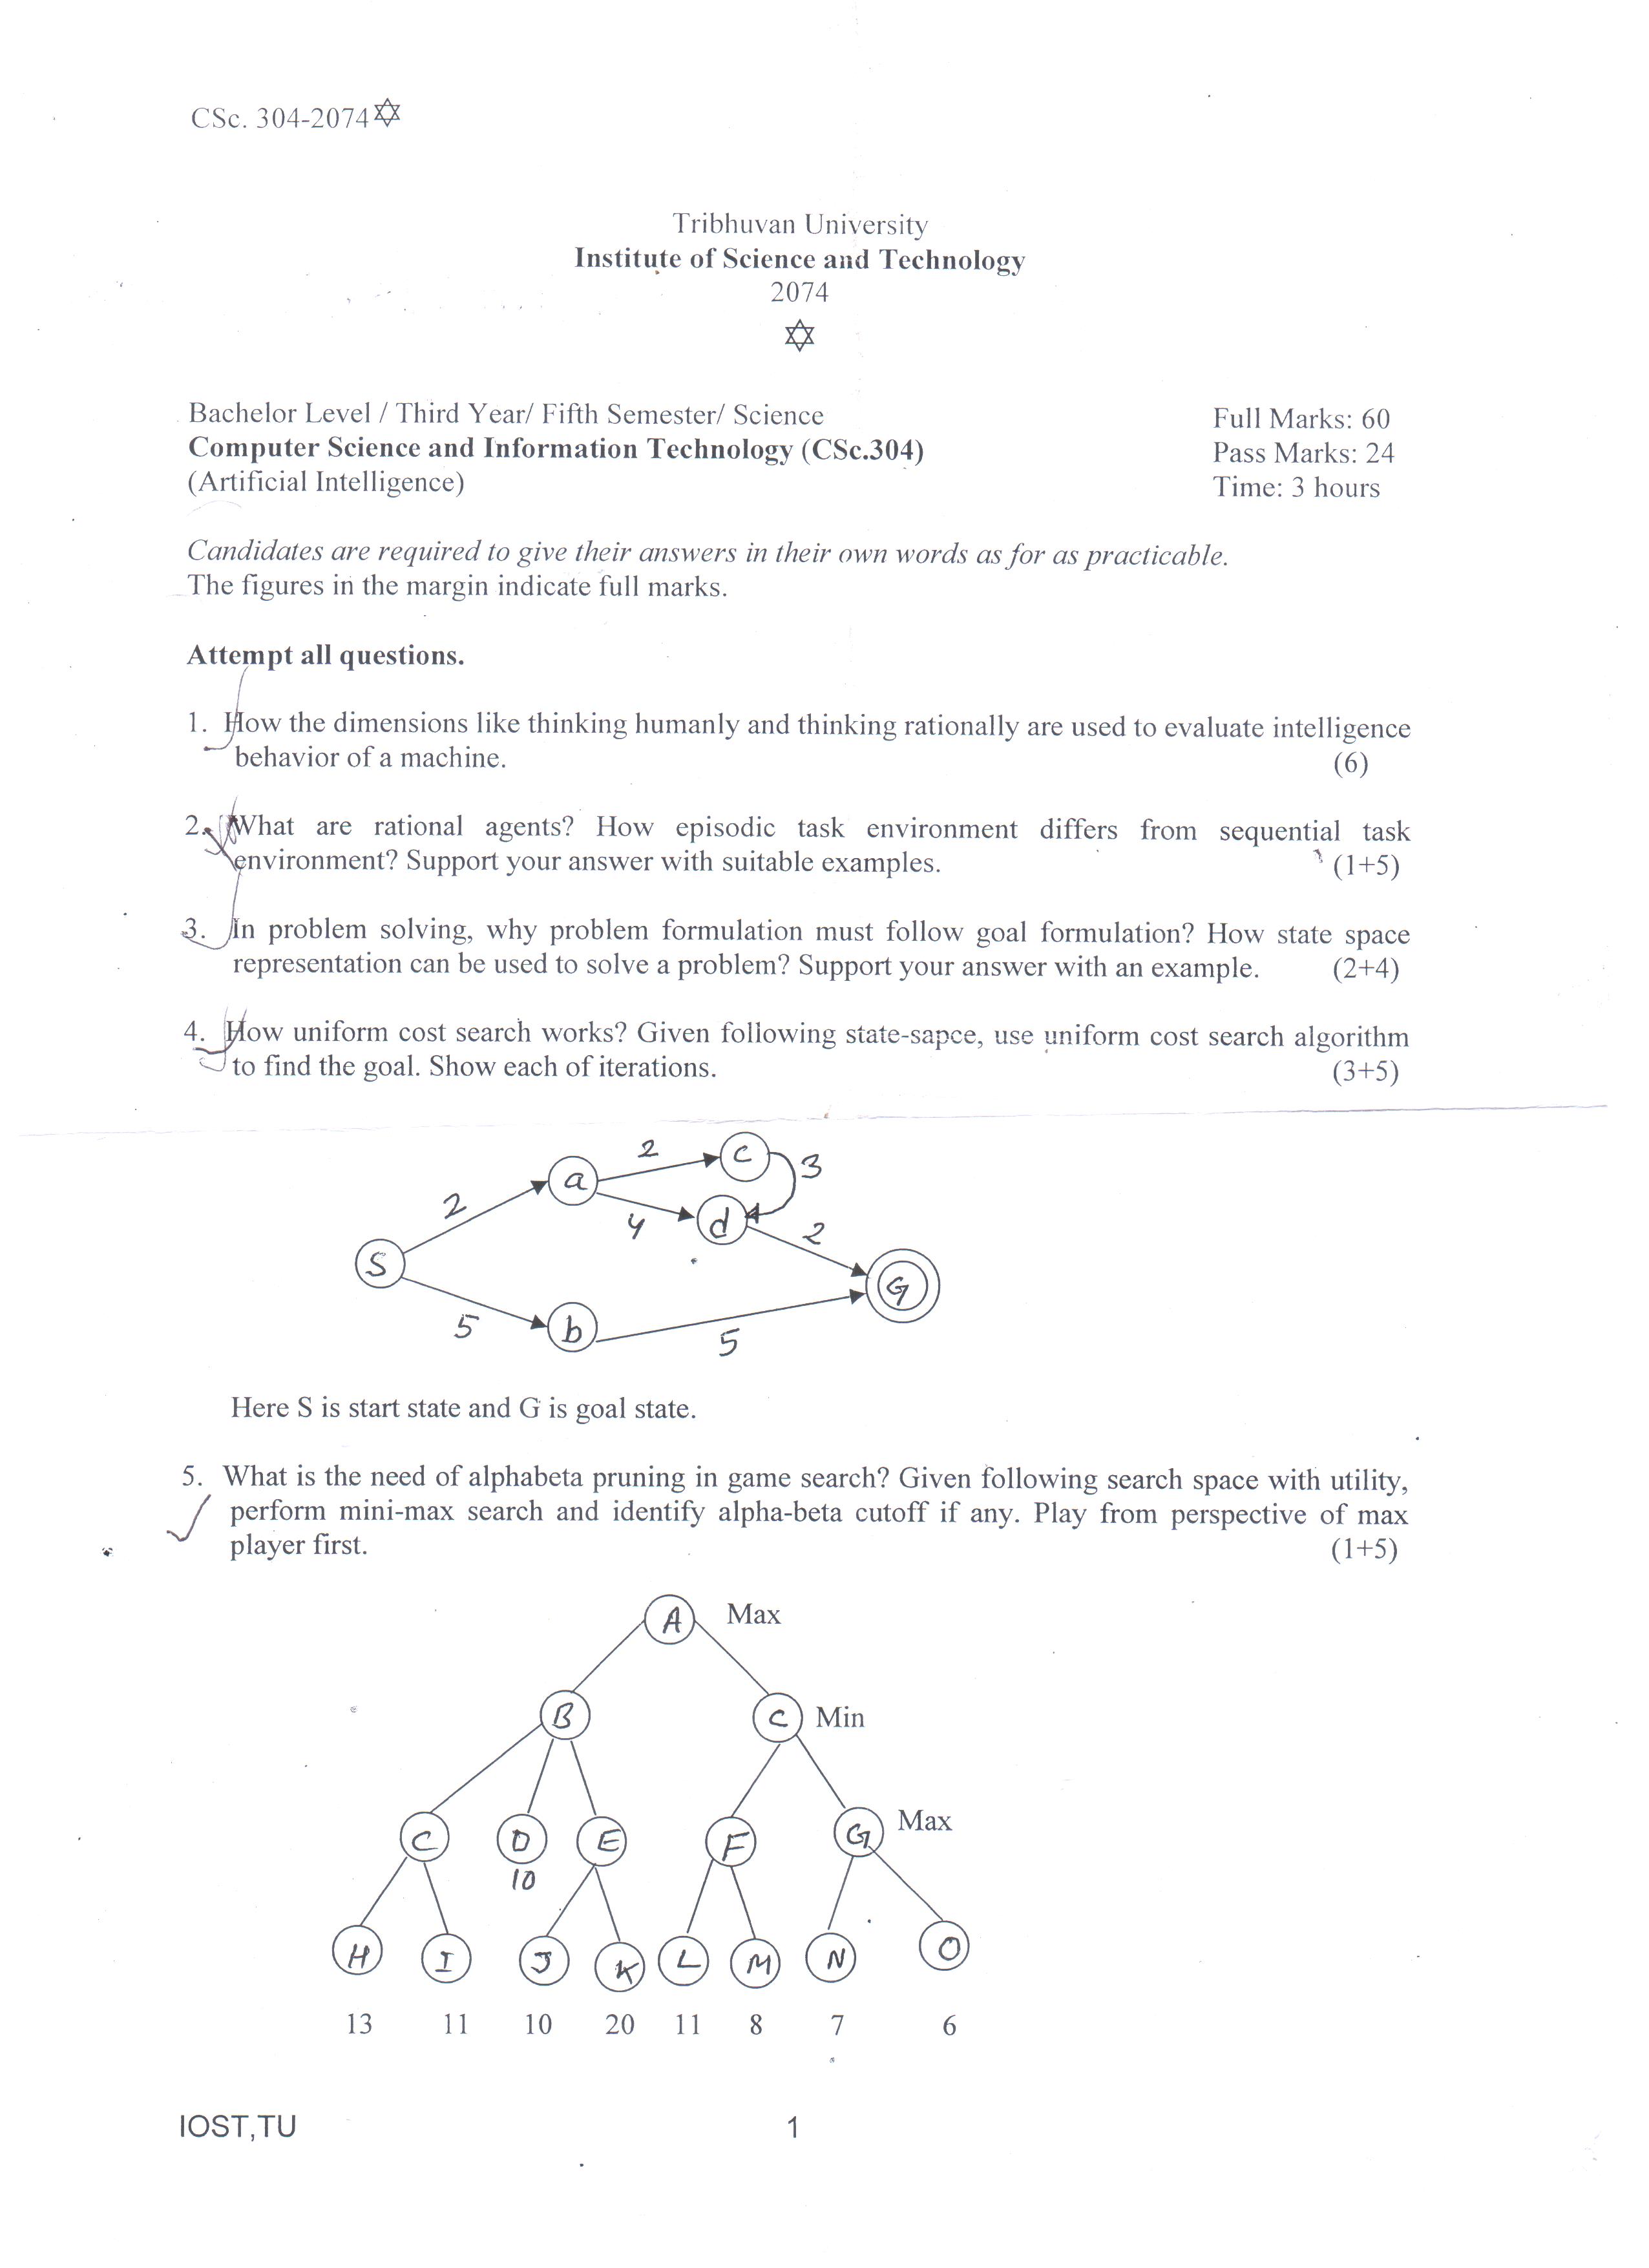 CSc. 304-2074
Tribhuvan University
Institute of Science and Technology
2074
Bachelor Level / Third Year/ Fifth Semester/ Science
Full Marks: 60
Computer Science and Information Technology (CSc.304)
Pass Marks: 24
(Artificial Intelligence)
Time: 3 hours
Candidates are required to give their answers in their own words as for as practicable.
The figures in the margin indicate full marks.
Attempt all questions.
1. How the dimensions like thinking humanly and thinking rationally are used to evaluate intelligence
behavior of a machine. (6)
2. What are rational agents? How episodic task environment differs from sequential task
environment? Support your answer with suitable examples. (1+5)
3. In problem solving, why problem formulation must follow goal formulation? How state space
representation can be used to solve a problem? Support your answer with an example. (2+4)
4. How uniform cost search works? Given following state-sapce, use uniform cost search algorithm
to find the goal. Show each of iterations. (3+5)
2 c 3
a
2 4 d 2
S
G
5 b 5
Here S is start state and G is goal state.
5. What is the need of alphabeta pruning in game search? Given following search space with utility,
perform mini-max search and identify alpha-beta cutoff if any. Play from perspective of max
player first. (1+5)
A Max
B C Min
C D E F G Max
10
H I J K L M N O
13 11 10 20 11 8 7 6
IOST,TU 1